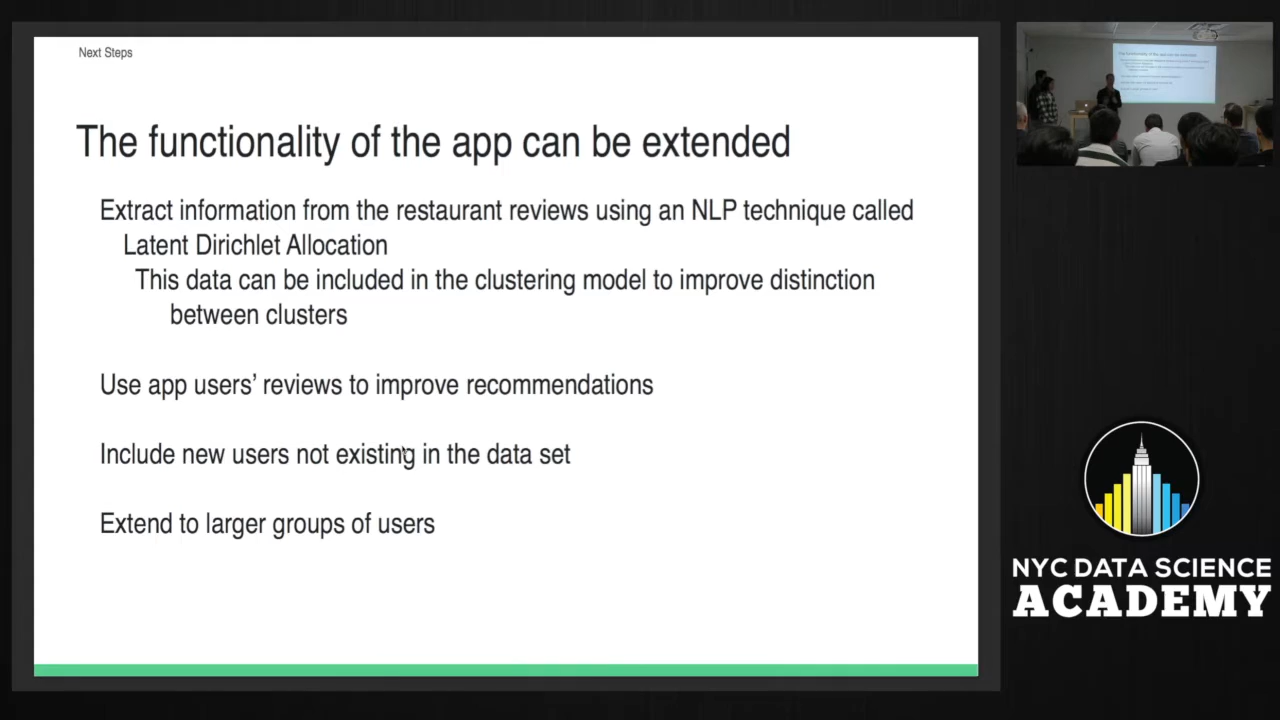 Next Steps
The functionality of the app can be extended
Extract information from the restaurant reviews using an NLP technique called
Latent Dirichlet Allocation
This data can be included in the clustering model to improve distinction
between clusters
Use app users’ reviews to improve recommendations
Include new users not existing in the data set
Extend to larger groups of users
NYC DATA SCIENCE
ACADEMY